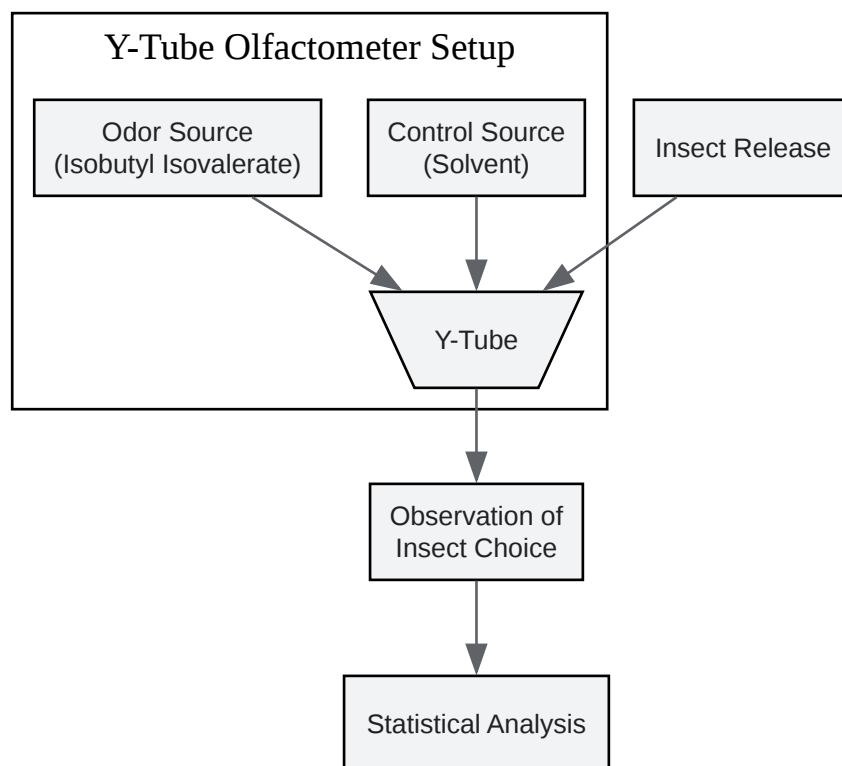 Y-Tube Olfactometer Setup
Odor Source
(Isobutyl Isovalerate)
Control Source
(Solvent)
Insect Release
Y-Tube
Observation of
Insect Choice
Statistical Analysis